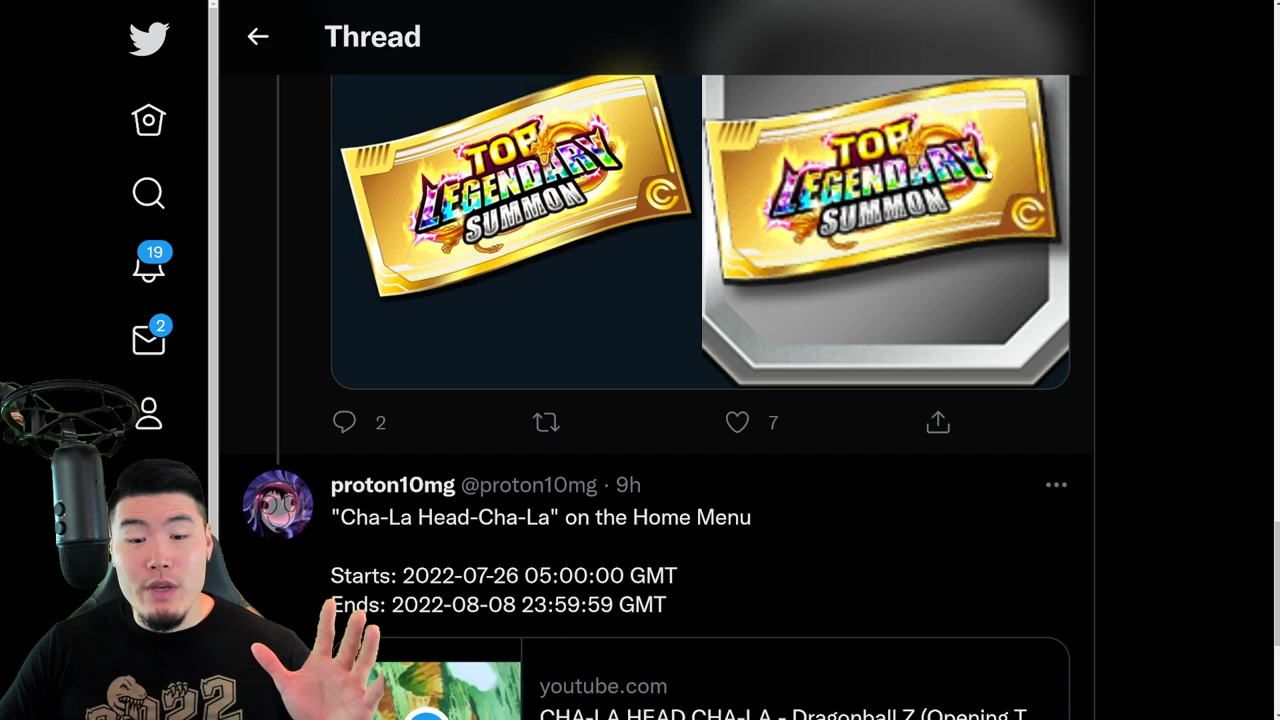 Thread
TOP
LEGENDARY
SUMMON
TOP
LEGENDARY
SUMMON
19
2
2
7
proton10mg @proton10mg · 9h
"Cha-La Head-Cha-La" on the Home Menu
Starts: 2022-07-26 05:00:00 GMT
Ends: 2022-08-08 23:59:59 GMT
youtube.com
CHA-LA HEAD CHA-LA - Dragonball Z (Opening T
2022